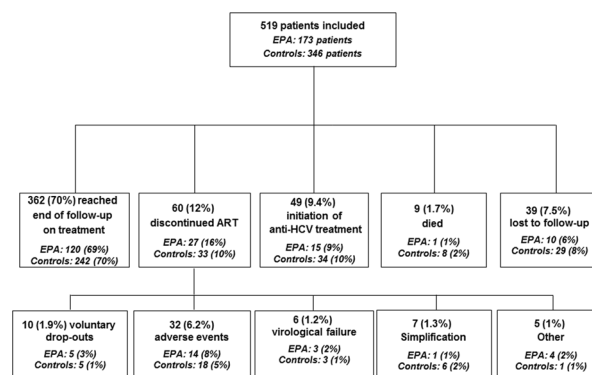 519 patients included
EPA: 173 patients
Controls: 346 patients
362 (70%) reached
end of follow-up
on treatment
EPA: 120 (69%)
Controls: 242 (70%)
60 (12%)
discontinued ART
EPA: 27 (16%)
Controls: 33 (10%)
49 (9.4%)
initiation of
anti-HCV treatment
EPA: 15 (9%)
Controls: 34 (10%)
9 (1.7%)
died
EPA: 1 (1%)
Controls: 8 (2%)
39 (7.5%)
lost to follow-up
EPA: 10 (6%)
Controls: 29 (8%)
10 (1.9%) voluntary
drop-outs
EPA: 5 (3%)
Controls: 5 (1%)
32 (6.2%)
adverse events
EPA: 14 (8%)
Controls: 18 (5%)
6 (1.2%)
virological failure
EPA: 3 (2%)
Controls: 3 (1%)
7 (1.3%)
Simplification
EPA: 1 (1%)
Controls: 6 (2%)
5 (1%)
Other
EPA: 4 (2%)
Controls: 1 (1%)